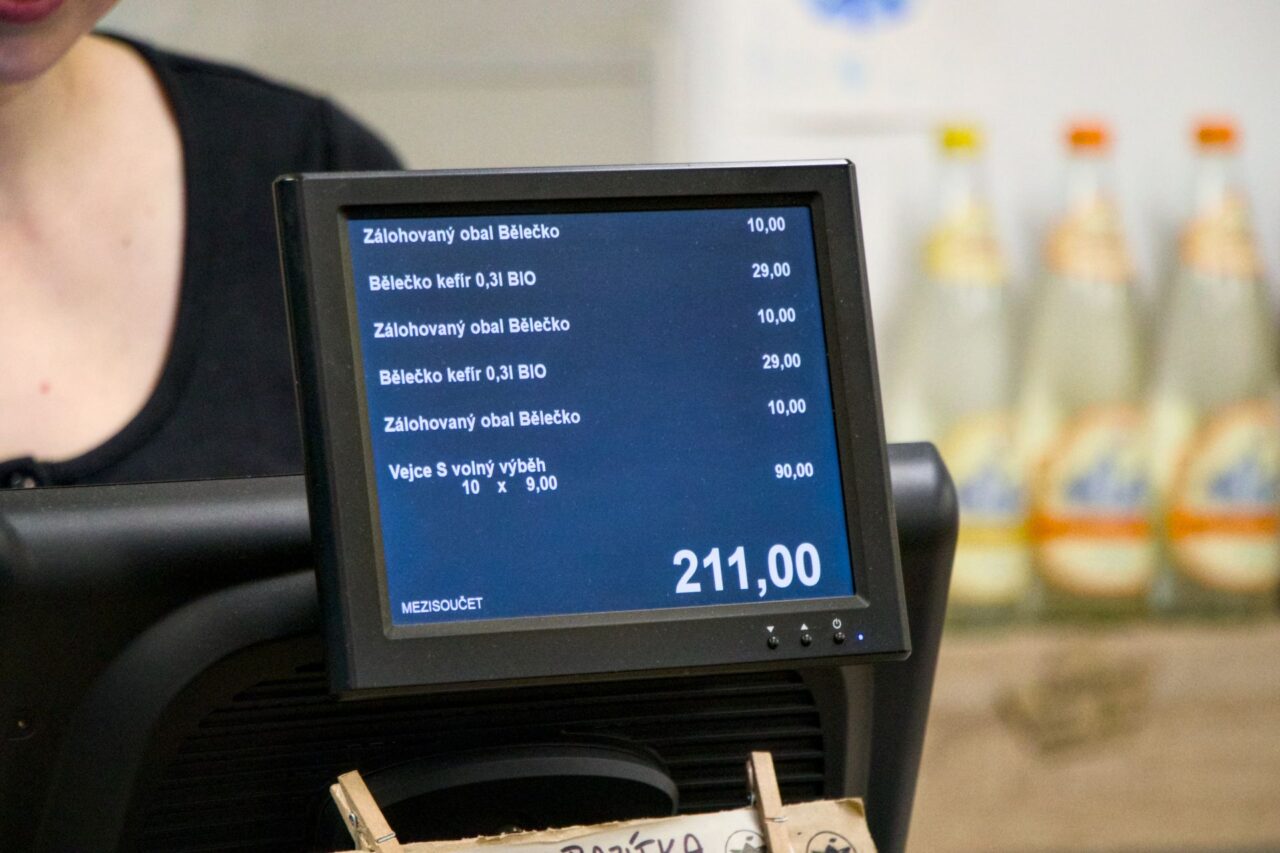 Zálohovaný obal Bělečko 10,00
Bělečko kefír 0,3l BIO 29,00
Zálohovaný obal Bělečko 10,00
Bělečko kefír 0,3l BIO 29,00
Zálohovaný obal Bělečko 10,00
Vejce S volný výběh
10 x 9,00 90,00
211,00
MEZISOUČET